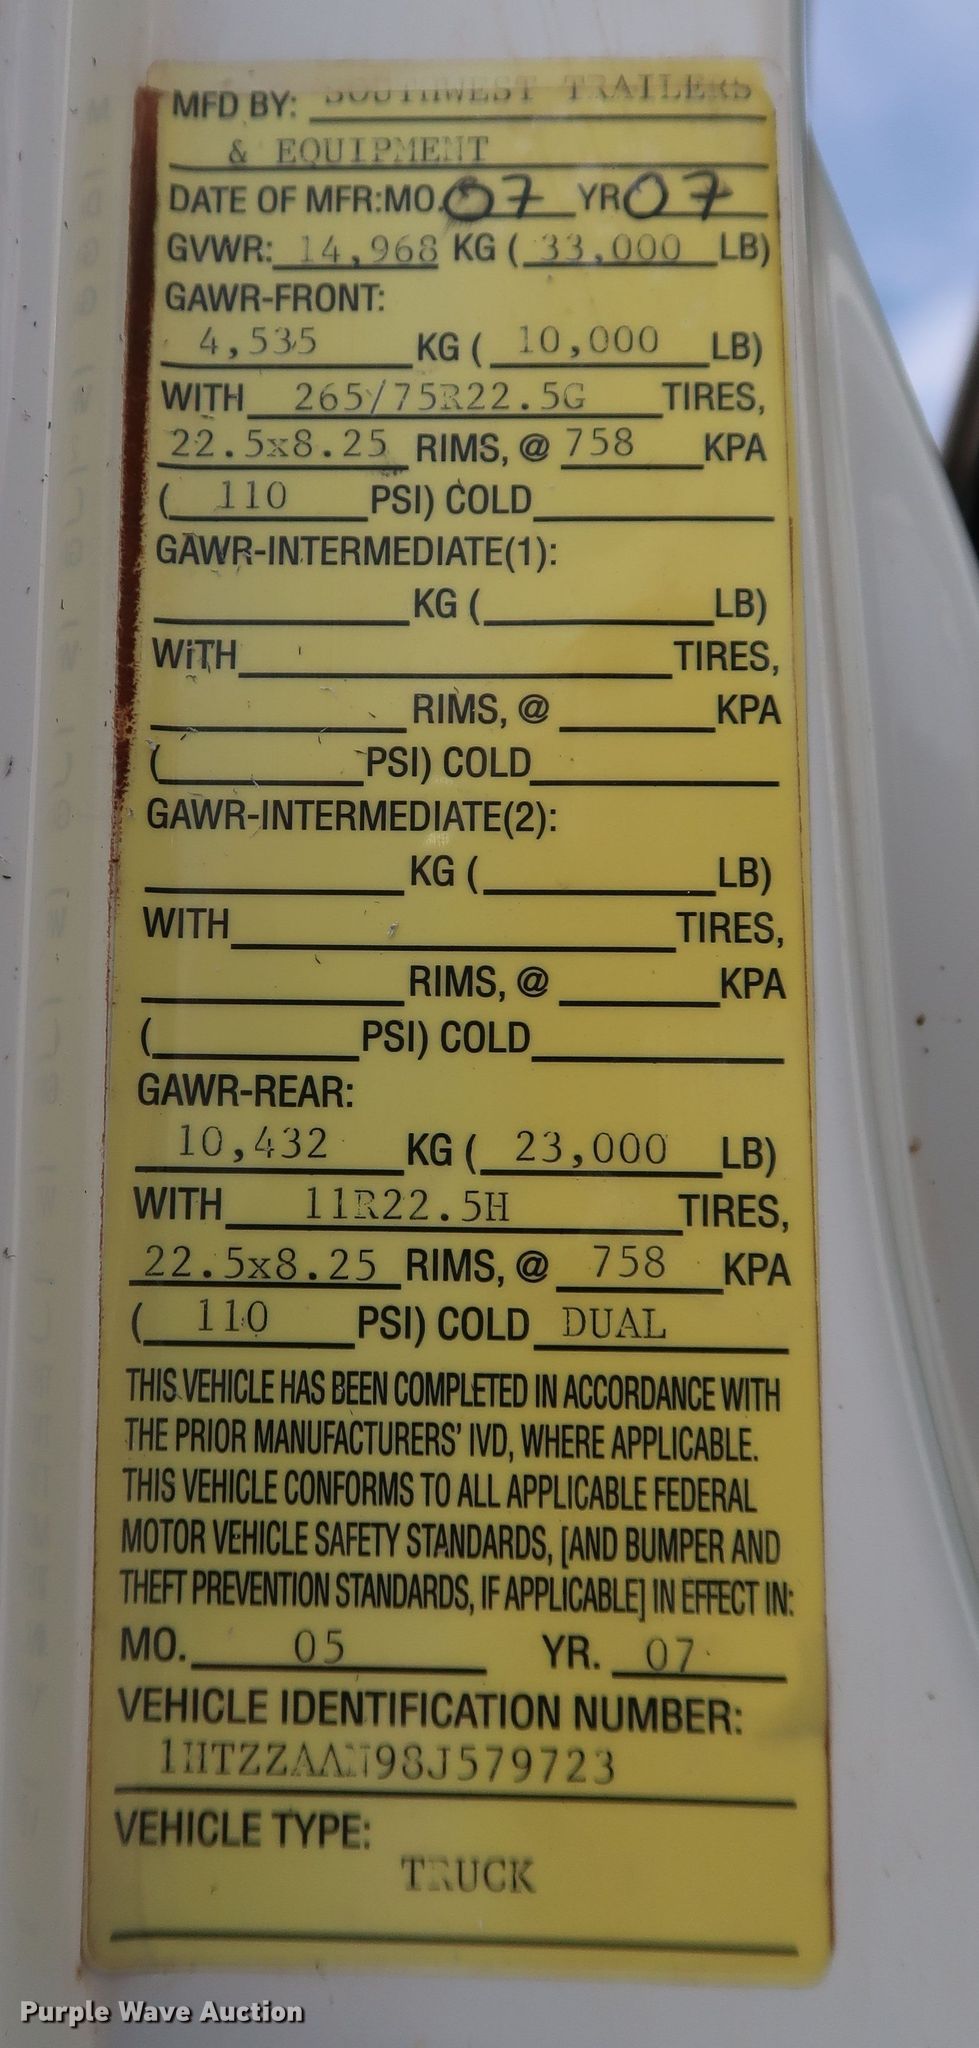 MFD BY: SOUTHWEST TRAILERS
& EQUIPMENT
DATE OF MFR:MO. 07 YR 07
GVWR: 14,968 KG ( 33,000 LB)
GAWR-FRONT:
4,535 KG ( 10,000 LB)
WITH 265/75R22.5G TIRES,
22.5x8.25 RIMS, @ 758 KPA
( 110 PSI) COLD
GAWR-INTERMEDIATE(1):
KG ( LB)
WITH TIRES,
RIMS, @ KPA
( PSI) COLD
GAWR-INTERMEDIATE(2):
KG ( LB)
WITH TIRES,
RIMS, @ KPA
( PSI) COLD
GAWR-REAR:
10,432 KG ( 23,000 LB)
WITH 11R22.5H TIRES,
22.5x8.25 RIMS, @ 758 KPA
( 110 PSI) COLD DUAL
THIS VEHICLE HAS BEEN COMPLETED IN ACCORDANCE WITH
THE PRIOR MANUFACTURERS' IVD, WHERE APPLICABLE.
THIS VEHICLE CONFORMS TO ALL APPLICABLE FEDERAL
MOTOR VEHICLE SAFETY STANDARDS, [AND BUMPER AND
THEFT PREVENTION STANDARDS, IF APPLICABLE] IN EFFECT IN:
MO. 05 YR. 07
VEHICLE IDENTIFICATION NUMBER:
1HTZZAAN98J579723
VEHICLE TYPE:
TRUCK
Purple Wave Auction